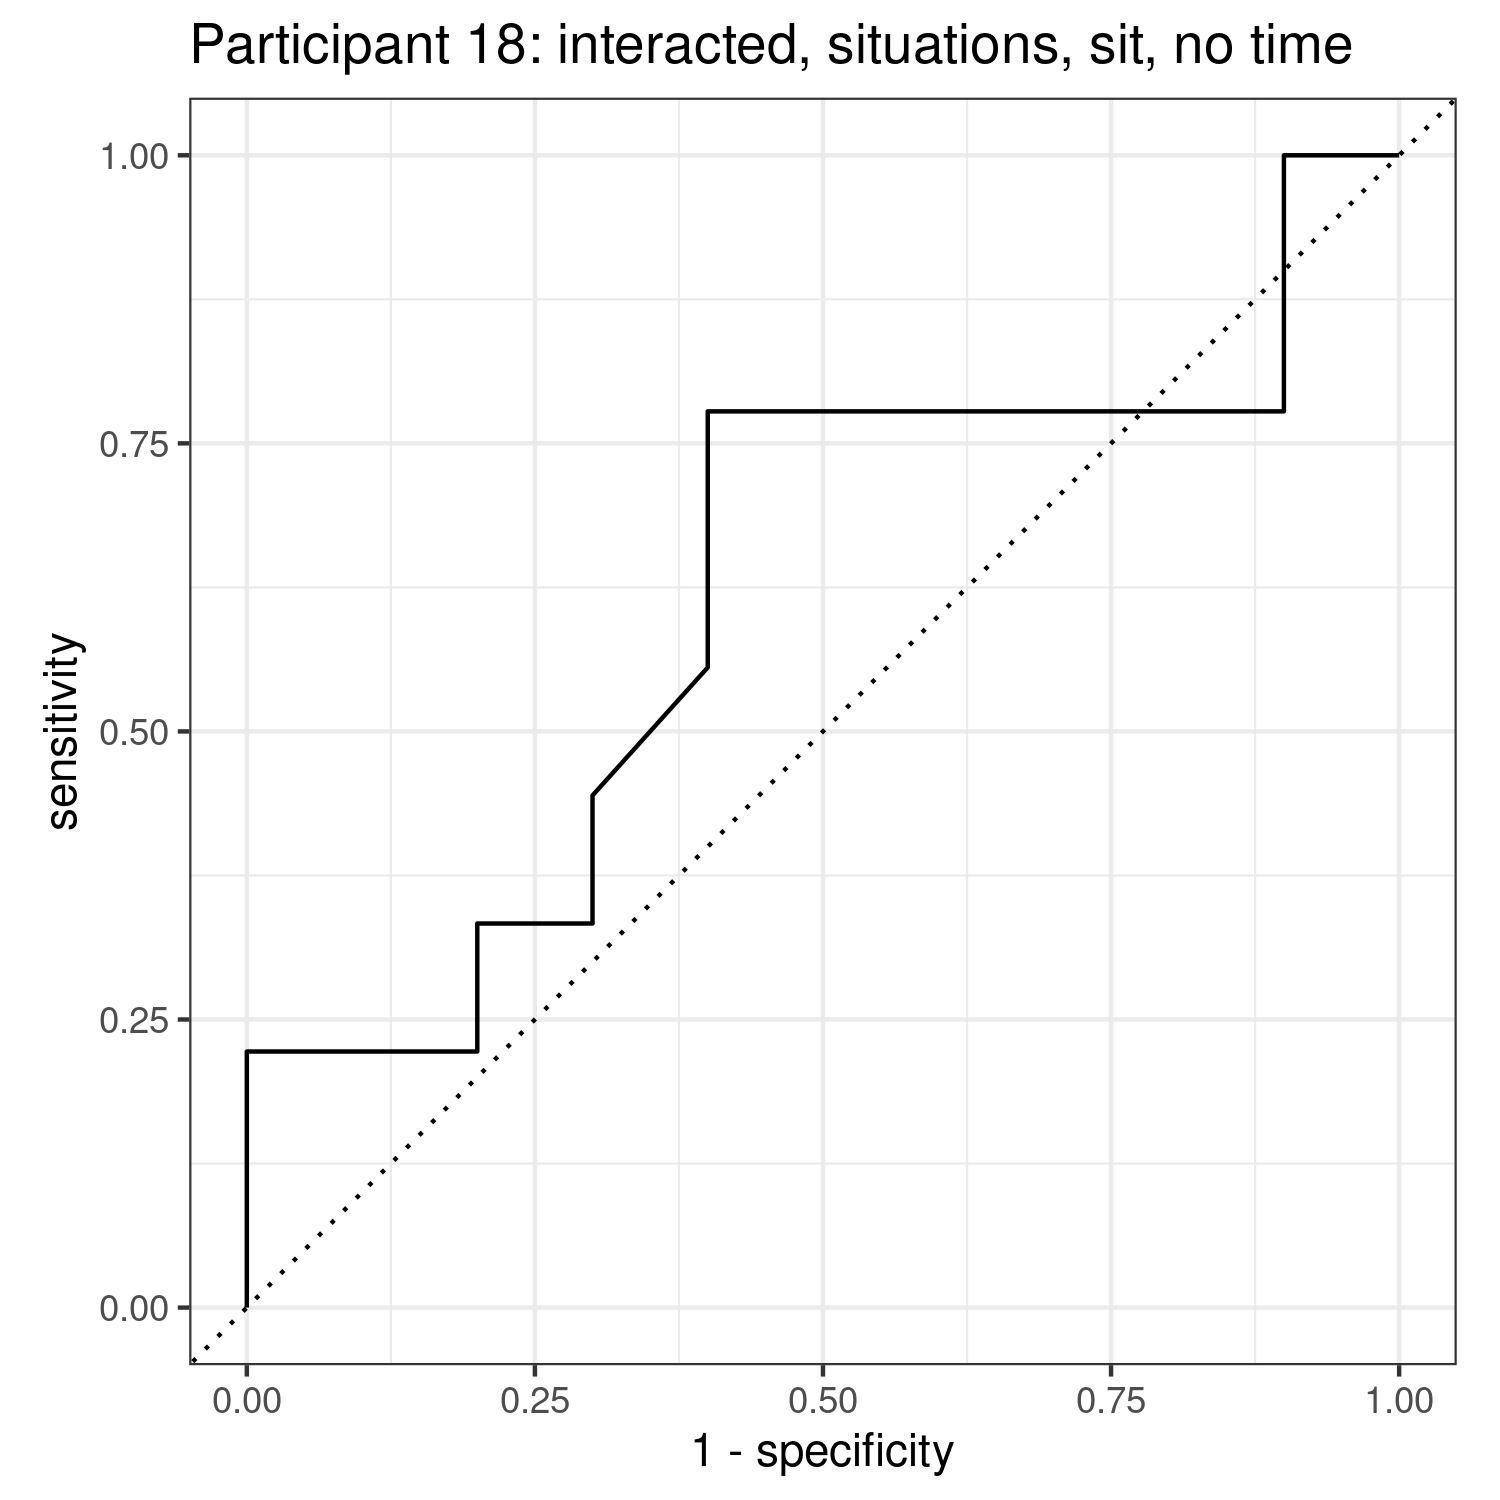 Participant 18: interacted, situations, sit, no time
1.00
0.75
0.50
0.25
0.00
sensitivity
0.00 0.25 0.50 0.75 1.00
1 - specificity